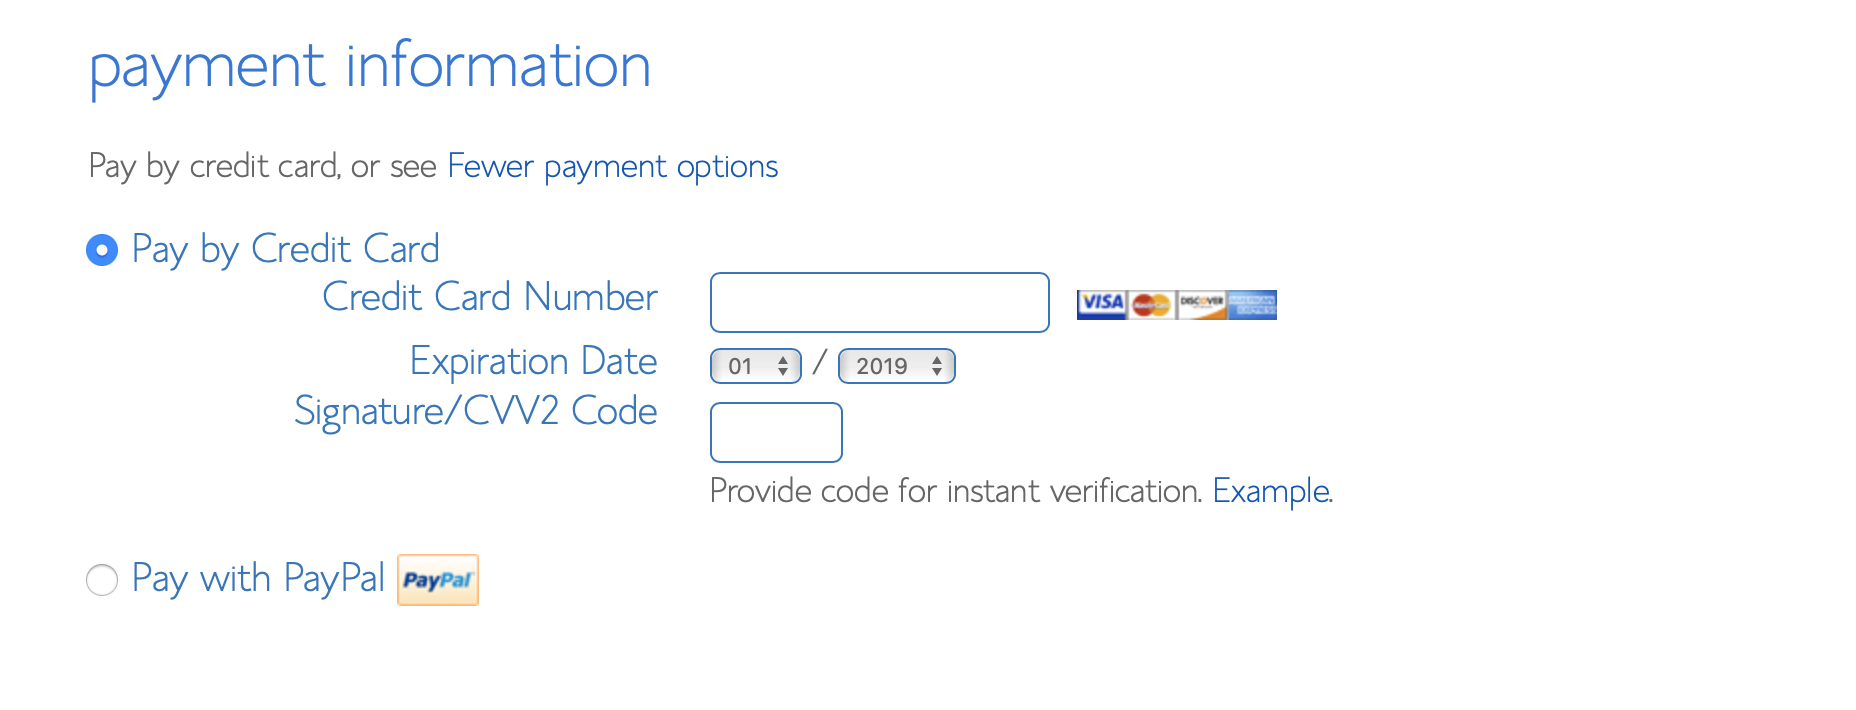 payment information
Pay by credit card, or see Fewer payment options
Pay by Credit Card
Credit Card Number
VISA MasterCard DISCOVER AMERICAN EXPRESS
Expiration Date 01 / 2019
Signature/CVV2 Code
Provide code for instant verification. Example.
Pay with PayPal PayPal